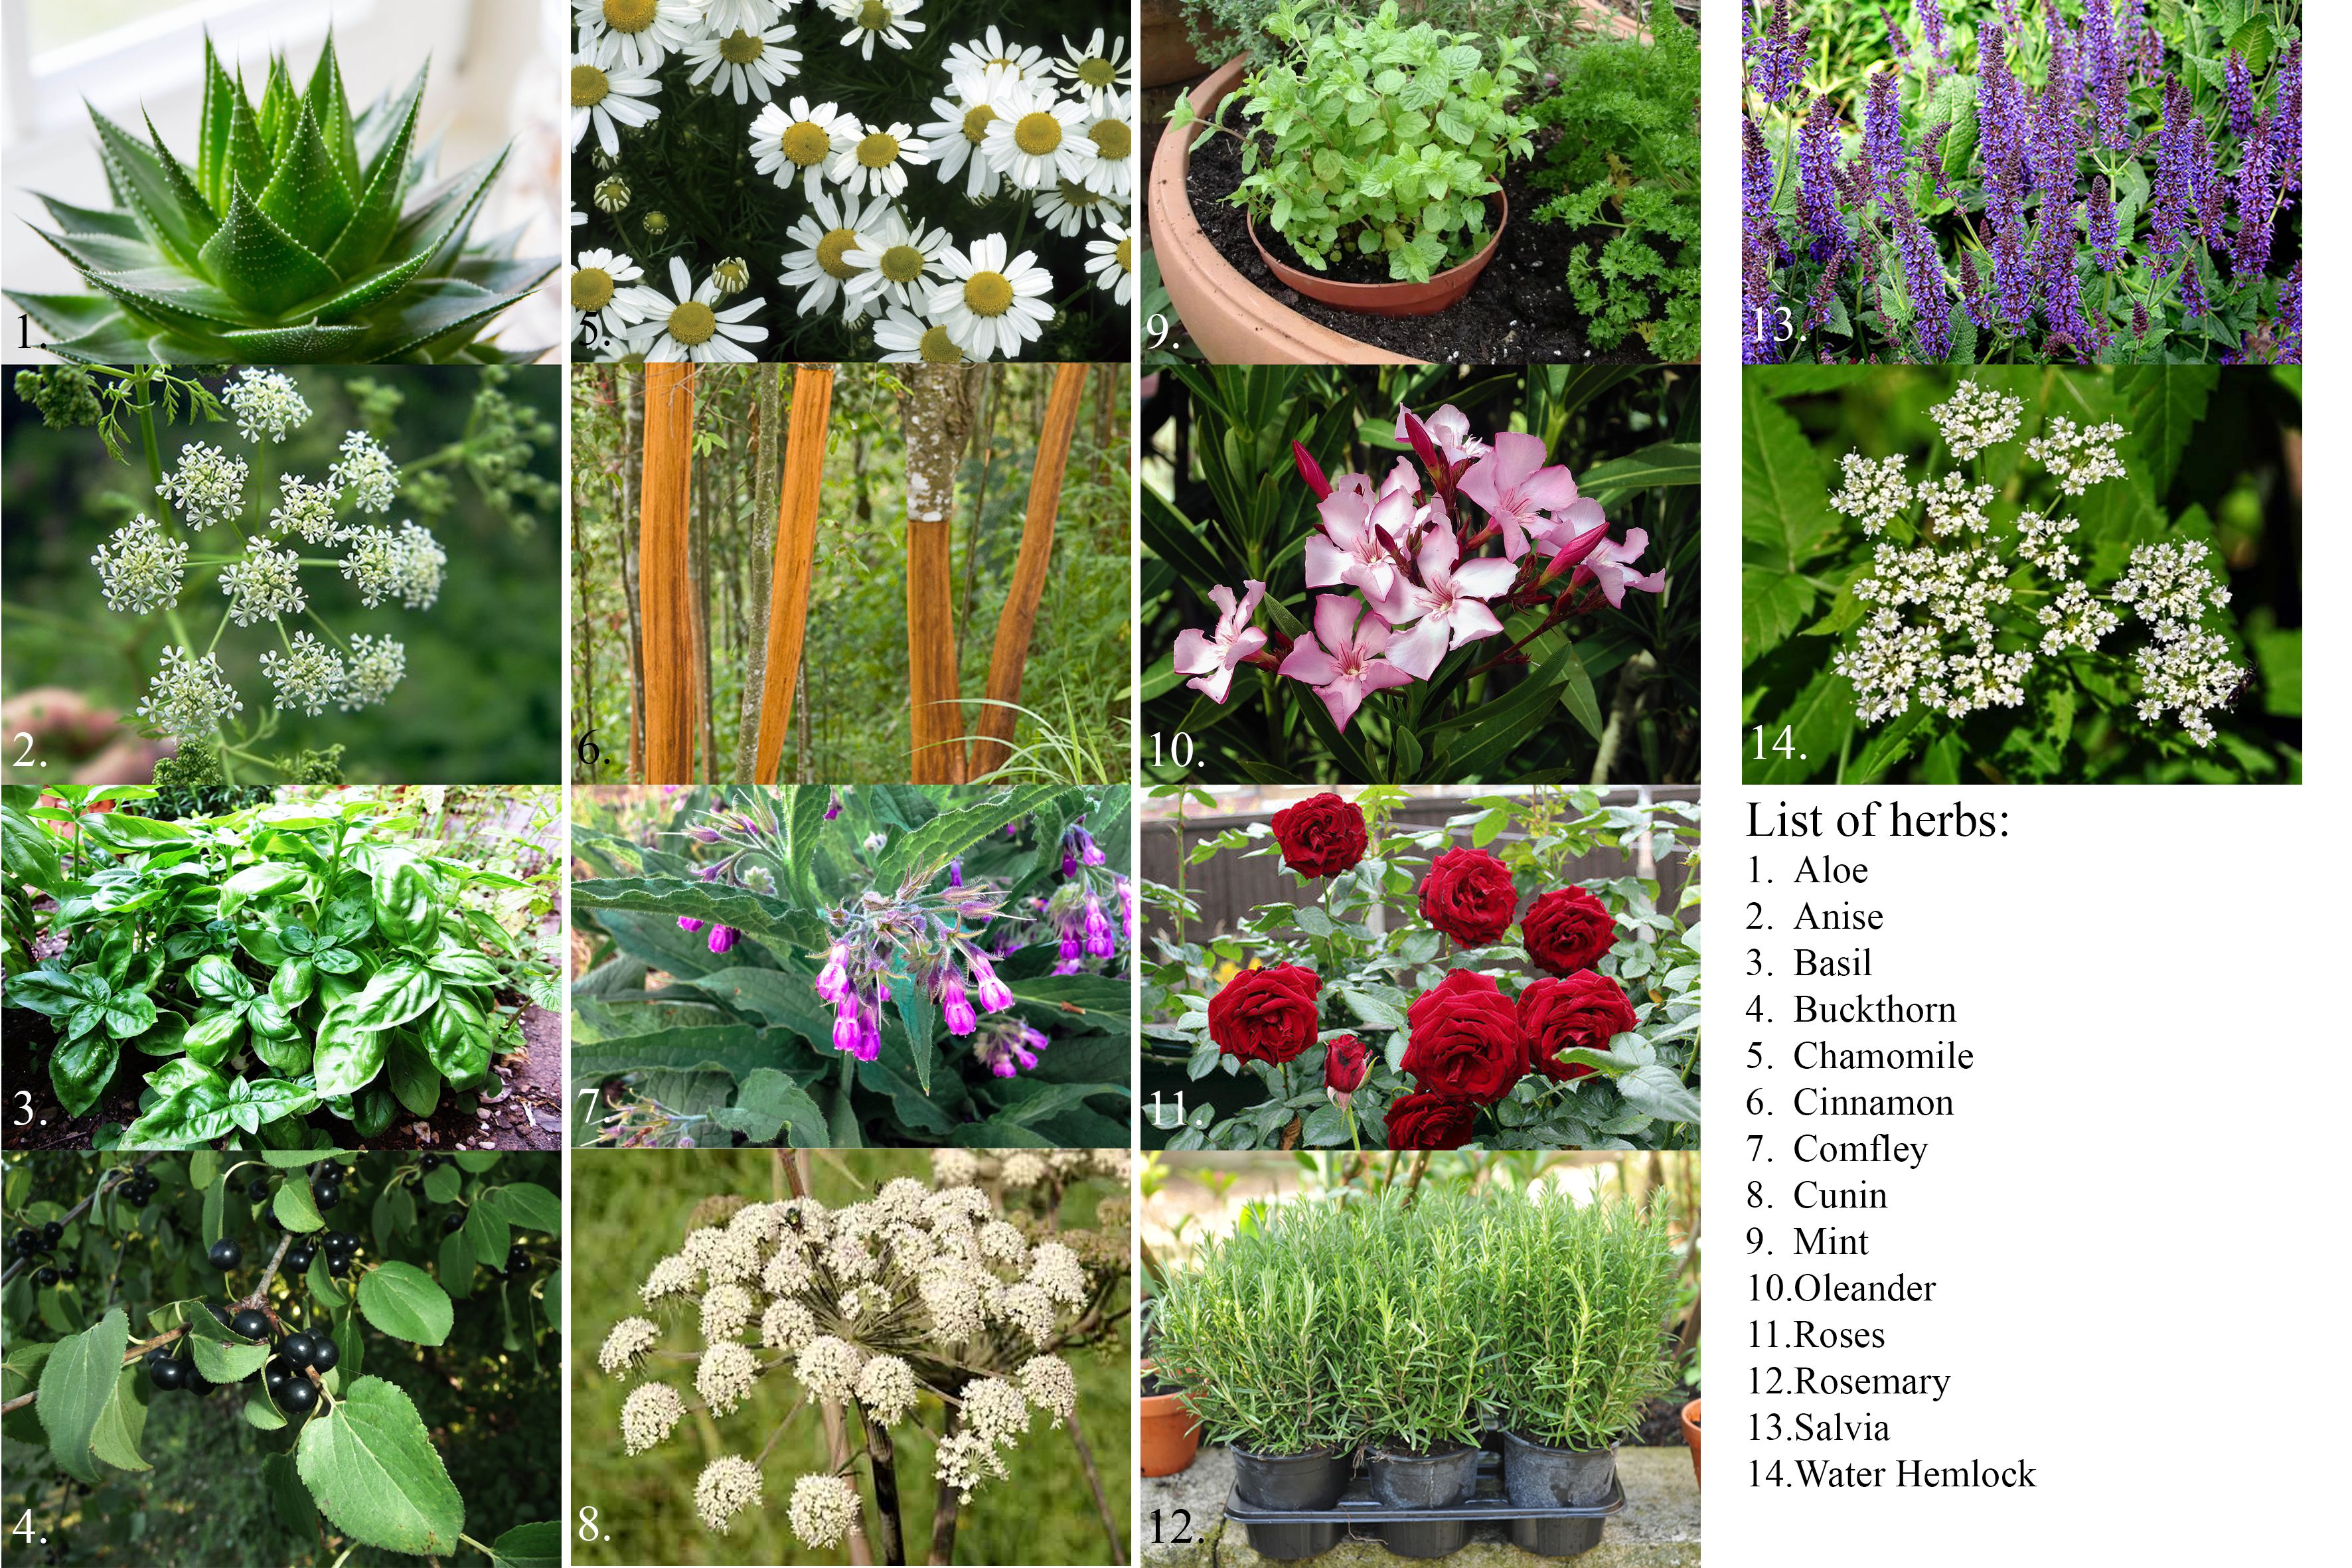 1.
2.
3.
4.
5.
6.
7.
8.
9.
10.
11.
12.
13.
14.
List of herbs:
1. Aloe
2. Anise
3. Basil
4. Buckthorn
5. Chamomile
6. Cinnamon
7. Comfley
8. Cunin
9. Mint
10.Oleander
11.Roses
12.Rosemary
13.Salvia
14.Water Hemlock